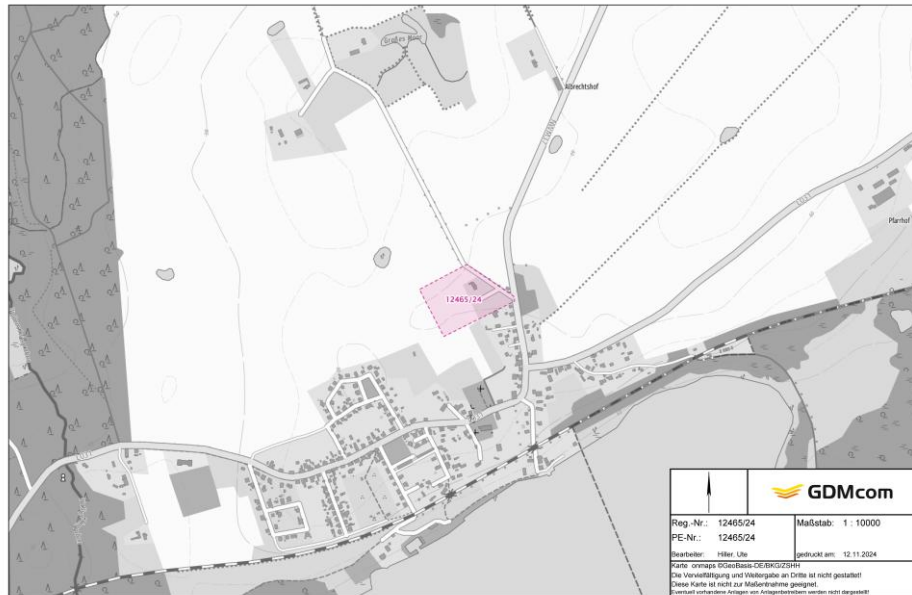 Großes Moor
Albrechtshof
Pfarrhof
12465/24
GDMcom
Reg.-Nr.: 12465/24
Maßstab: 1 : 10000
PE-Nr.: 12465/24
Bearbeiter: Hiller, Ute
gedruckt am: 12.11.2024
Karte onmaps ©GeoBasis-DE/BKG/ZSHH
Die Vervielfältigung und Weitergabe an Dritte ist nicht gestattet!
Diese Karte ist nicht zur Maßentnahme geeignet.
Eventuell vorhandene Anlagen von Anlagenbetreibern werden nicht dargestellt!